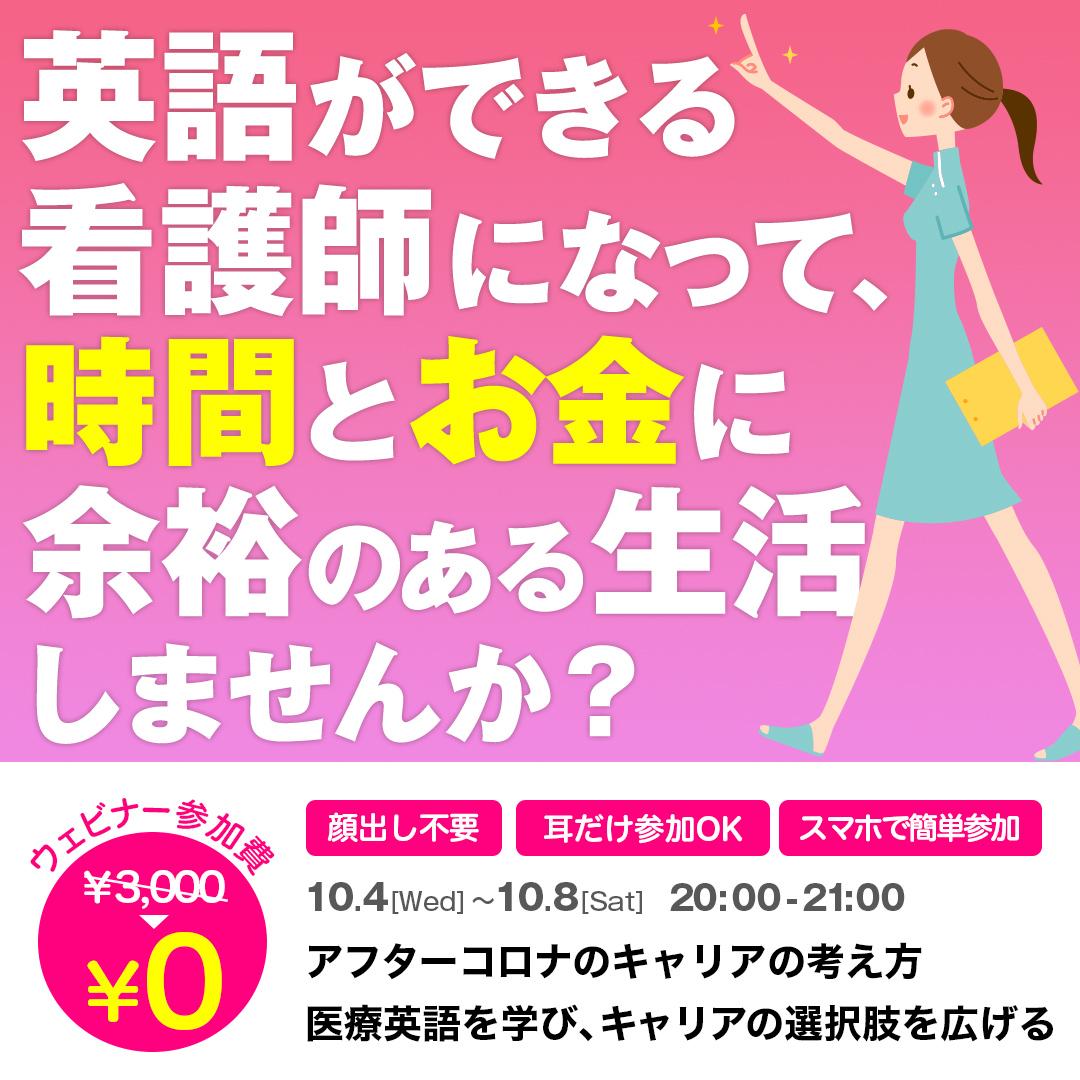 英語ができる
看護師になって、
時間とお金に
余裕のある生活
しませんか？
ウェビナー参加費
¥3,000
¥0
顔出し不要
耳だけ参加OK
スマホで簡単参加
10.4[Wed]～10.8[Sat] 20:00-21:00
アフターコロナのキャリアの考え方
医療英語を学び、キャリアの選択肢を広げる